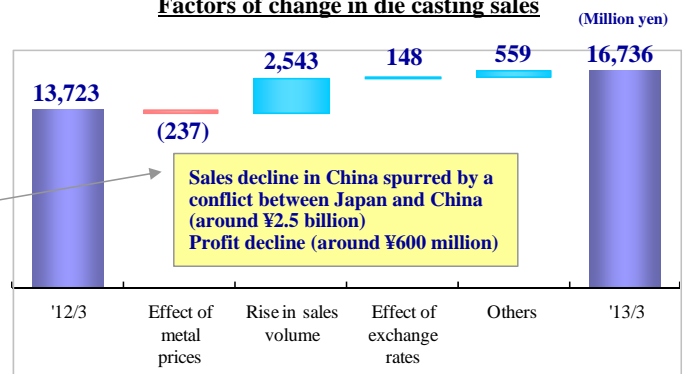 Factors of change in die casting sales
(Million yen)
13,723
(237)
2,543
148
559
16,736
Sales decline in China spurred by a
conflict between Japan and China
(around ¥2.5 billion)
Profit decline (around ¥600 million)
'12/3
Effect of
metal
prices
Rise in sales
volume
Effect of
exchange
rates
Others
'13/3